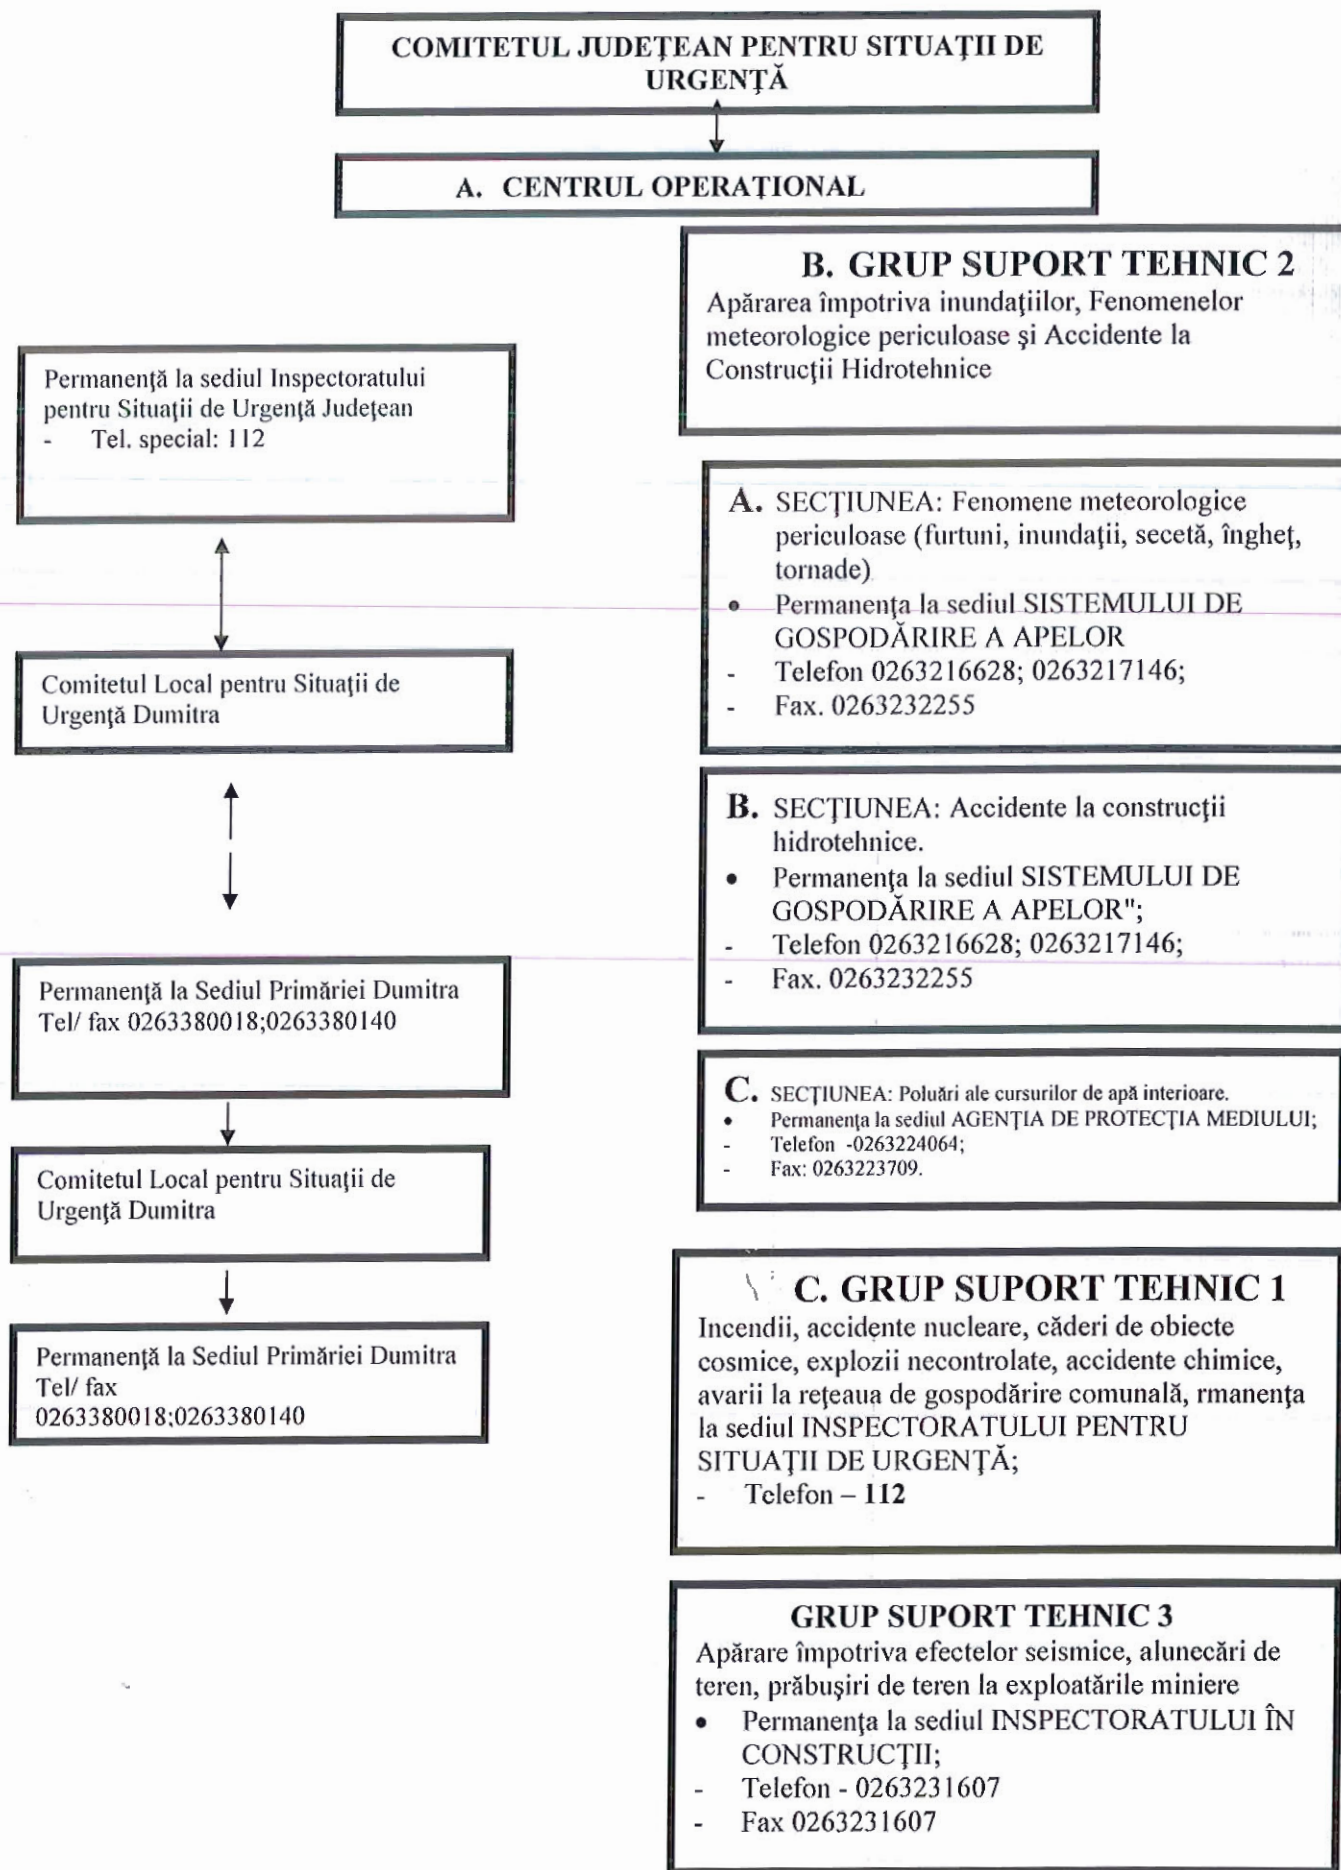 COMITETUL JUDEŢEAN PENTRU SITUAŢII DE
URGENŢĂ
A. CENTRUL OPERAŢIONAL
B. GRUP SUPORT TEHNIC 2
Apărarea împotriva inundaţiilor, Fenomenelor
meteorologice periculoase şi Accidente la
Construcţii Hidrotehnice
Permanenţă la sediul Inspectoratului
pentru Situaţii de Urgenţă Judeţean
- Tel. special: 112
A. SECŢIUNEA: Fenomene meteorologice
periculoase (furtuni, inundaţii, secetă, îngheţ,
tornade)
• Permanenţa la sediul SISTEMULUI DE
GOSPODĂRIRE A APELOR
- Telefon 0263216628; 0263217146;
- Fax. 0263232255
Comitetul Local pentru Situaţii de
Urgenţă Dumitra
B. SECŢIUNEA: Accidente la construcţii
hidrotehnice.
• Permanenţa la sediul SISTEMULUI DE
GOSPODĂRIRE A APELOR";
- Telefon 0263216628; 0263217146;
- Fax. 0263232255
Permanenţă la Sediul Primăriei Dumitra
Tel/ fax 0263380018;0263380140
C. SECŢIUNEA: Poluări ale cursurilor de apă interioare.
• Permanenţa la sediul AGENŢIA DE PROTECŢIA MEDIULUI;
- Telefon -0263224064;
- Fax: 0263223709.
Comitetul Local pentru Situaţii de
Urgenţă Dumitra
C. GRUP SUPORT TEHNIC 1
Incendii, accidente nucleare, căderi de obiecte
cosmice, explozii necontrolate, accidente chimice,
avarii la reţeaua de gospodărire comunală, rmanenţa
la sediul INSPECTORATULUI PENTRU
SITUAŢII DE URGENŢĂ;
- Telefon – 112
Permanenţă la Sediul Primăriei Dumitra
Tel/ fax
0263380018;0263380140
GRUP SUPORT TEHNIC 3
Apărare împotriva efectelor seismice, alunecări de
teren, prăbuşiri de teren la exploatările miniere
• Permanenţa la sediul INSPECTORATULUI ÎN
CONSTRUCŢII;
- Telefon - 0263231607
- Fax 0263231607